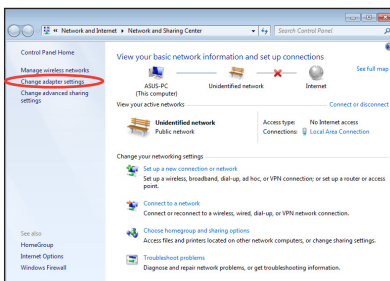 Network and Internet ▸ Network and Sharing Center
Search Control Panel
Control Panel Home
Manage wireless networks
Change adapter settings
Change advanced sharing settings
View your basic network information and set up connections
See full map
ASUS-PC
(This computer)
Unidentified network
Internet
View your active networks
Connect or disconnect
Unidentified network
Public network
Access type: No Internet access
Connections: Local Area Connection
Change your networking settings
Set up a new connection or network
Set up a wireless, broadband, dial-up, ad hoc, or VPN connection; or set up a router or access
point.
Connect to a network
Connect or reconnect to a wireless, wired, dial-up, or VPN network connection.
Choose homegroup and sharing options
Access files and printers located on other network computers, or change sharing settings.
Troubleshoot problems
Diagnose and repair network problems, or get troubleshooting information.
See also
HomeGroup
Internet Options
Windows Firewall